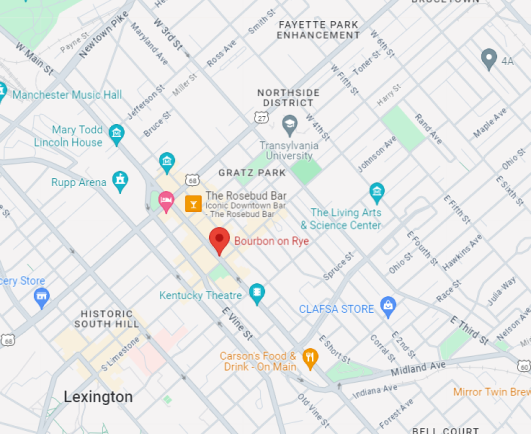 BRUCETOWN
FAYETTE PARK
ENHANCEMENT
Newtown Pike
W 3rd St
Smith St
Payne St
Maryland Ave
Ross Ave
W 6th St
Toner St
W Main St
W Fifth St
4A
Miller St
Harry St
Manchester Music Hall
Jefferson St
NORTHSIDE
DISTRICT
Maple Ave
Bruce St
27
W 4th St
Rand Ave
Mary Todd
Lincoln House
Transylvania
University
Johnson Ave
GRATZ PARK
68
Rupp Arena
The Rosebud Bar
Iconic Downtown Bar
- The Rosebud Bar
E Sixth St
The Living Arts
& Science Center
Bourbon on Rye
E Fourth St
Hawkins Ave
Ohio St
E Fifth St
Spruce St
cery Store
Kentucky Theatre
Race St
Julia Way
CLAFSA STORE
HISTORIC
SOUTH HILL
E Vine St
Nelson Ave
E Third St
68
S Limestone
E 2nd St
E Short St
Corral St
Carson's Food &
Drink - On Main
Midland Ave
60
Lexington
Indiana Ave
Mirror Twin Brew
Old Vine St
Forest Ave
BELL COURT